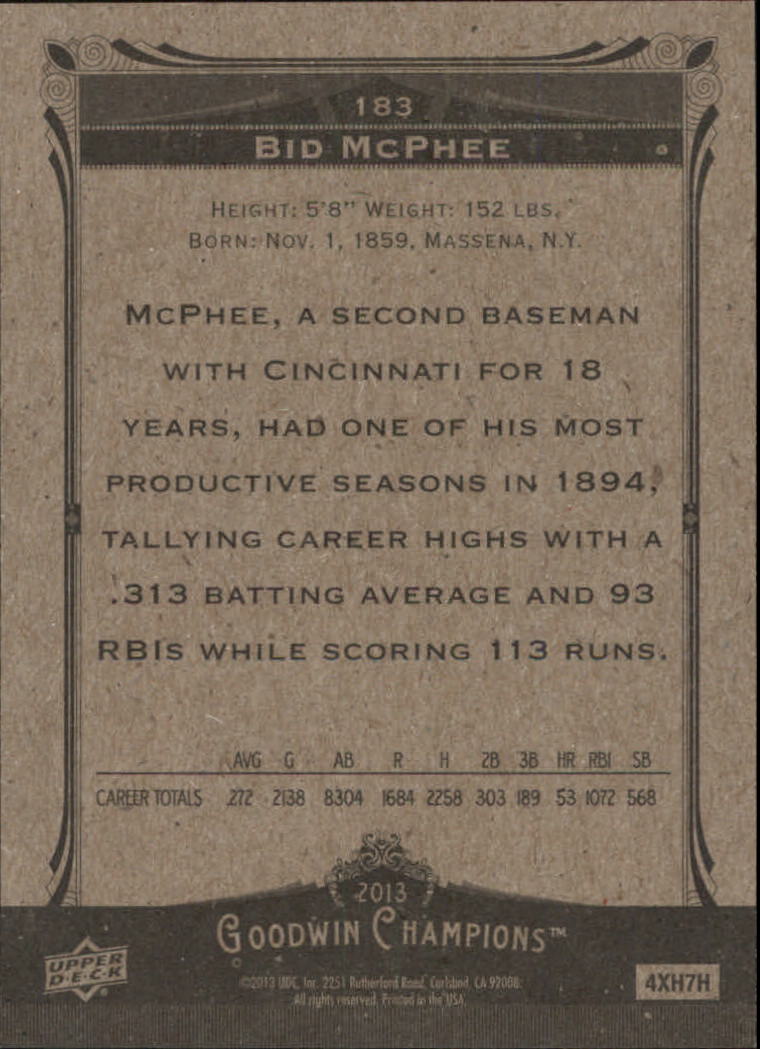 183
BID MCPHEE
HEIGHT: 5'8" WEIGHT: 152 LBS.
BORN: NOV. 1, 1859, MASSENA, N.Y.
MCPHEE, A SECOND BASEMAN
WITH CINCINNATI FOR 18
YEARS, HAD ONE OF HIS MOST
PRODUCTIVE SEASONS IN 1894,
TALLYING CAREER HIGHS WITH A
.313 BATTING AVERAGE AND 93
RBIS WHILE SCORING 113 RUNS.
AVG G AB R H 2B 3B HR RBI SB
CAREER TOTALS .272 2138 8304 1684 2258 303 189 53 1072 568
2013
GOODWIN CHAMPIONS™
UPPER
D·E·C·K
©2013 UDC, Inc. 2251 Rutherford Road, Carlsbad, CA 92008.
All rights reserved. Printed in the USA.
4XH7H